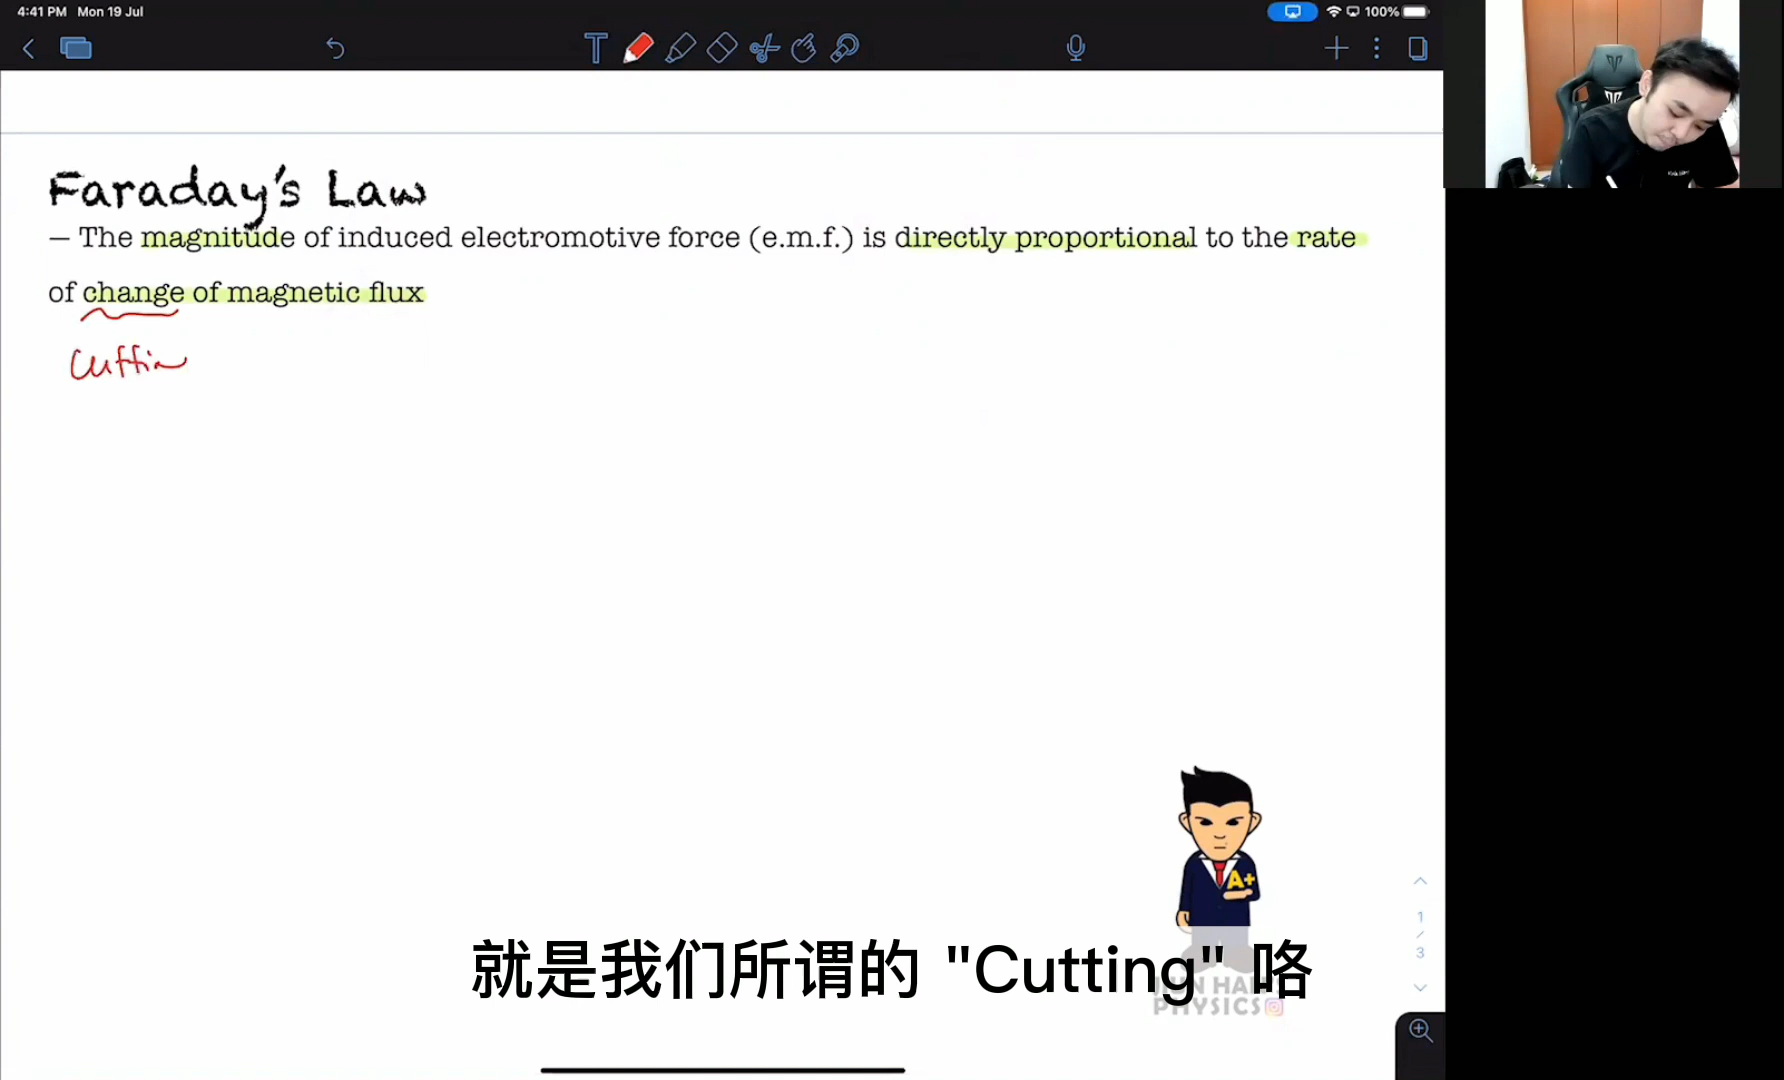 4:41 PM Mon 19 Jul
100%
Faraday's Law
– The magnitude of induced electromotive force (e.m.f.) is directly proportional to the rate
of change of magnetic flux
Cuttin
A+
1
/
3
就是我们所谓的 "Cutting" 咯
PHYSICS